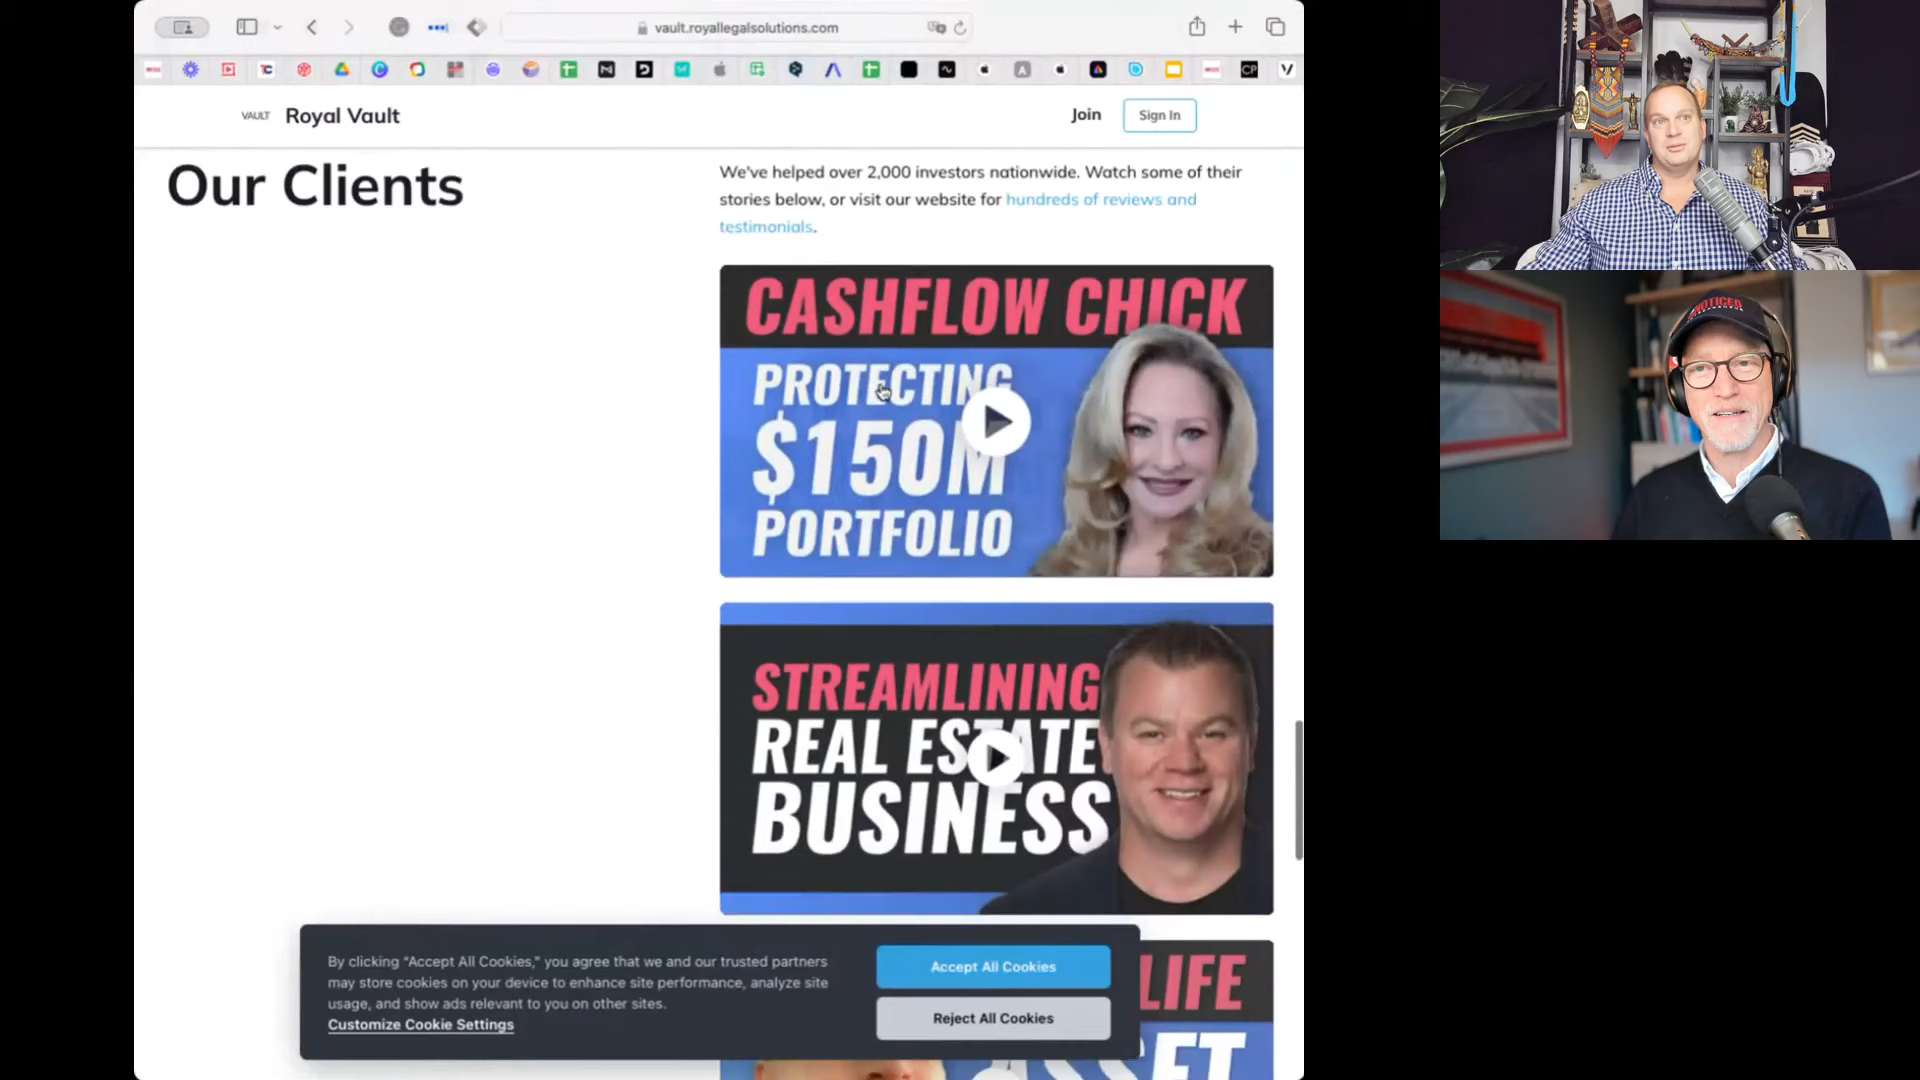 vault.royallegalsolutions.com
VAULT Royal Vault
Join
Sign In
Our Clients
We've helped over 2,000 investors nationwide. Watch some of their
stories below, or visit our website for hundreds of reviews and
testimonials.
CASHFLOW CHICK
PROTECTING
$150M
PORTFOLIO
STREAMLINING
REAL ESTATE
BUSINESS
LIFE
By clicking “Accept All Cookies,” you agree that we and our trusted partners
may store cookies on your device to enhance site performance, analyze site
usage, and show ads relevant to you on other sites.
Customize Cookie Settings
Accept All Cookies
Reject All Cookies